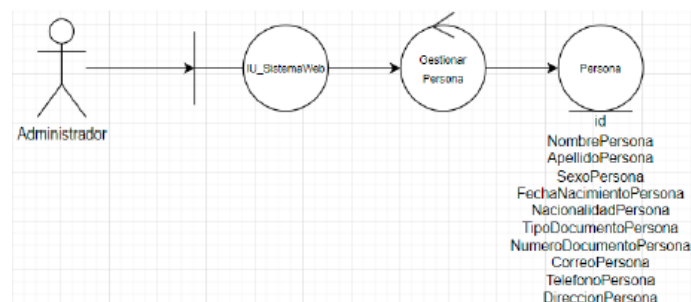 Administrador
IU_SistemaWeb
Gestionar
Persona
Persona
id
NombrePersona
ApellidoPersona
SexoPersona
FechaNacimientoPersona
NacionalidadPersona
TipoDocumentoPersona
NumeroDocumentoPersona
CorreoPersona
TelefonoPersona
DireccionPersona